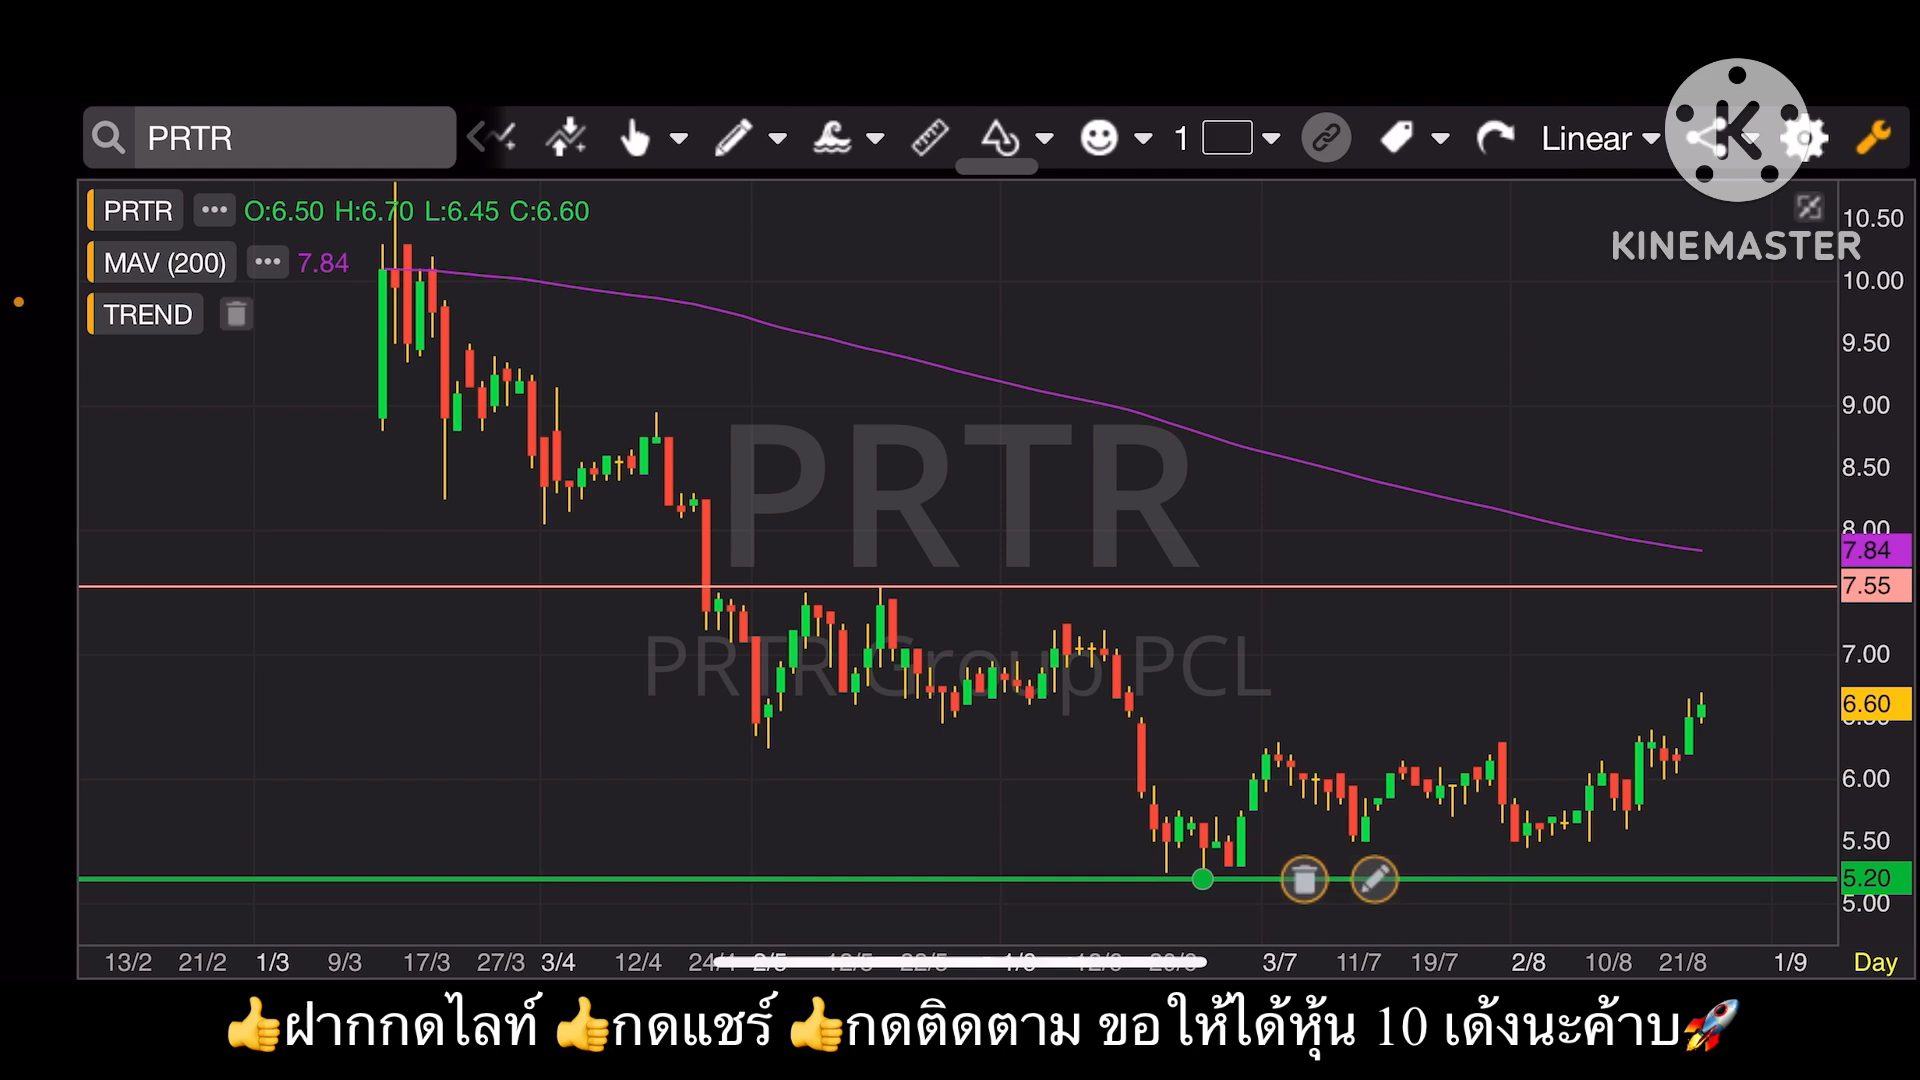 PRTR
1
Linear
KINEMASTER
PRTR ••• O:6.50 H:6.70 L:6.45 C:6.60
MAV (200) ••• 7.84
TREND
10.50
10.00
9.50
9.00
8.50
8.00
7.84
7.55
7.00
6.60
6.00
5.50
5.20
5.00
PRTR
PRTR Group PCL
13/2 21/2 1/3 9/3 17/3 27/3 3/4 12/4 3/7 11/7 19/7 2/8 10/8 21/8 1/9 Day
👍ฝากกดไลท์ 👍กดแชร์ 👍กดติดตาม ขอให้ได้หุ้น 10 เด้งนะค้าบ🚀